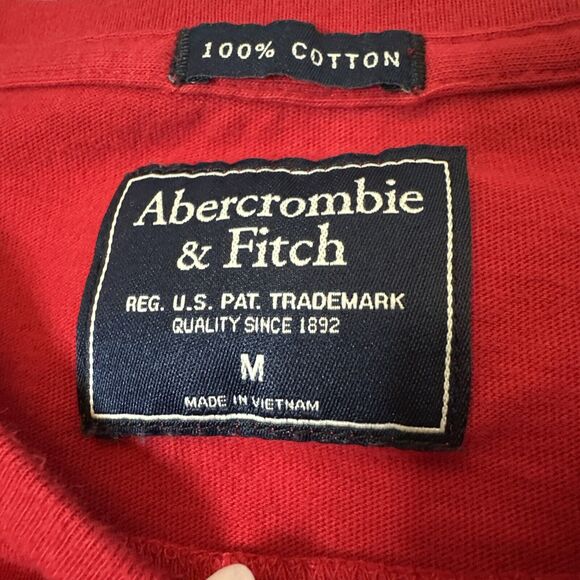 100% COTTON
Abercrombie
& Fitch
REG. U.S. PAT. TRADEMARK
QUALITY SINCE 1892
M
MADE IN VIETNAM